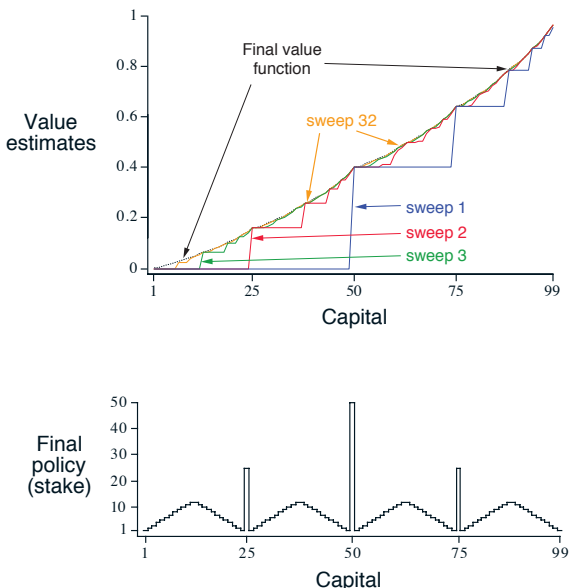 1
0.8
0.6
0.4
0.2
0
Value
estimates
Final value
function
sweep 32
sweep 1
sweep 2
sweep 3
1
25
50
75
99
Capital
50
40
30
20
10
1
Final
policy
(stake)
1
25
50
75
99
Capital